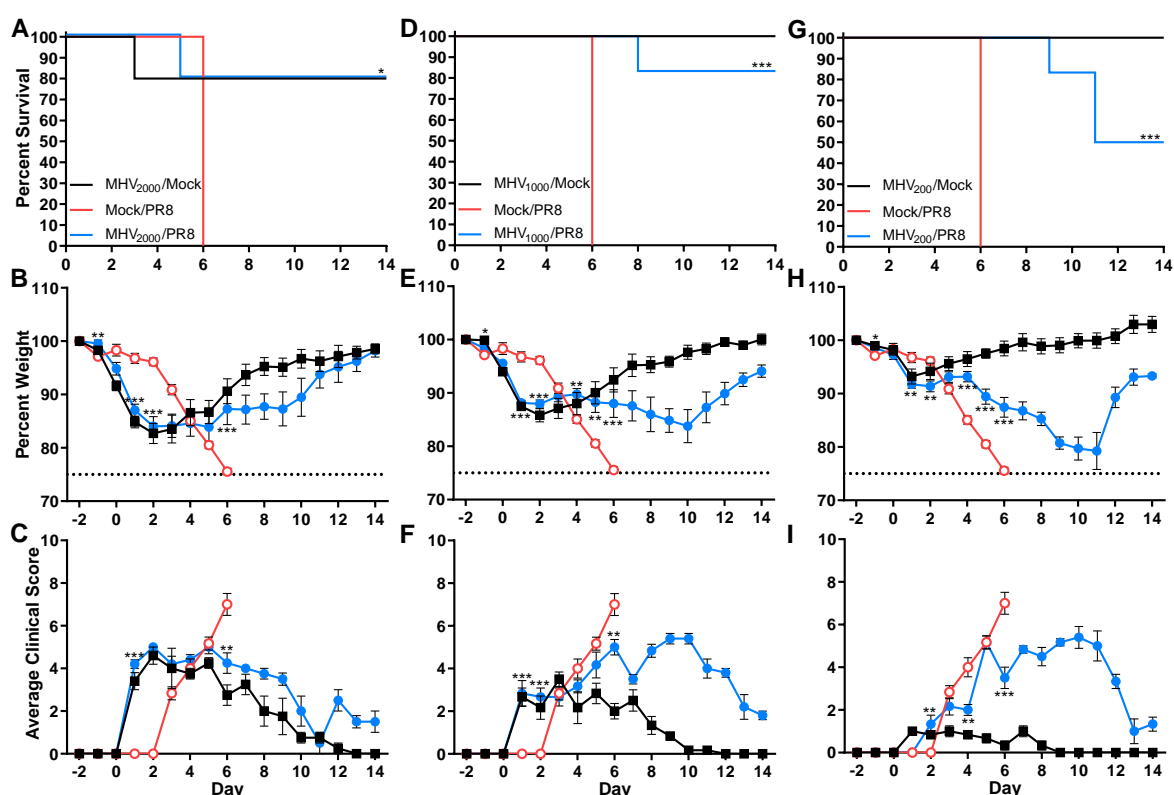 A D G
Percent Survival
100 100 100
90 90 90
80 * 80 *** 80
70 70 70
60 60 60
50 50 50 ***
40 40 40
30 MHV2000/Mock 30 MHV1000/Mock 30 MHV200/Mock
20 Mock/PR8 20 Mock/PR8 20 Mock/PR8
10 MHV2000/PR8 10 MHV1000/PR8 10 MHV200/PR8
0 0 0
0 2 4 6 8 10 12 14 0 2 4 6 8 10 12 14 0 2 4 6 8 10 12 14
B E H
Percent Weight
110 110 110
** * *
100 100 100
90 ** 90
*** *** *** ** *** ** ** *** *** ***
90 *** ***
80 80 80
70 70 70
-2 0 2 4 6 8 10 12 14 -2 0 2 4 6 8 10 12 14 -2 0 2 4 6 8 10 12 14
C F I
Average Clinical Score
10 10 10
8 8 8
6 6 6
*** ** *** *** ** ** ** ***
4 4 4
2 2 2
0 0 0
-2 0 2 4 6 8 10 12 14 -2 0 2 4 6 8 10 12 14 -2 0 2 4 6 8 10 12 14
Day Day Day